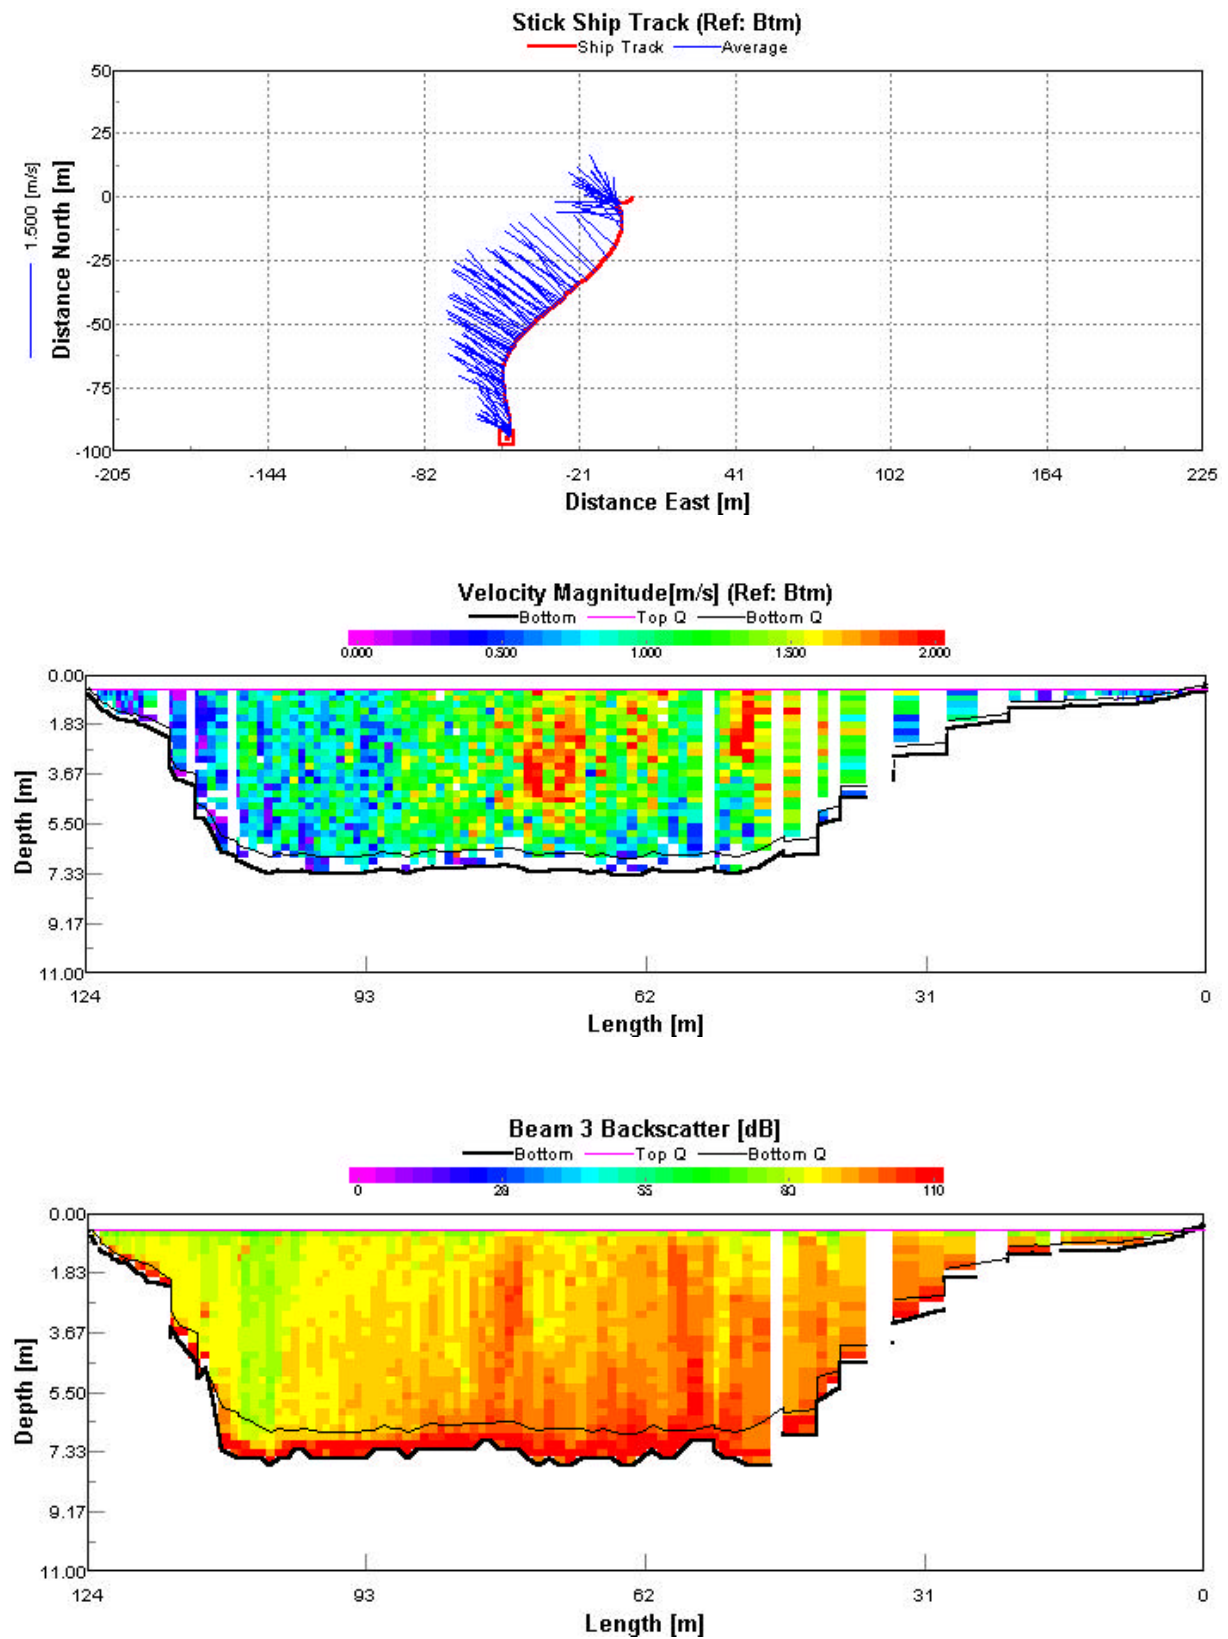 Stick Ship Track (Ref: Btm)
Ship Track Average
50
25
0
-25
-50
-75
-100
1.500 [m/s]
Distance North [m]
-205 -144 -82 -21 41 102 164 225
Distance East [m]
Velocity Magnitude[m/s] (Ref: Btm)
Bottom Top Q Bottom Q
0.000 0.500 1.000 1.500 2.000
0.00
1.83
3.67
5.50
7.33
9.17
11.00
Depth [m]
124 93 62 31 0
Length [m]
Beam 3 Backscatter [dB]
Bottom Top Q Bottom Q
0 80 110
0.00
1.83
3.67
5.50
7.33
9.17
11.00
Depth [m]
124 93 62 31 0
Length [m]